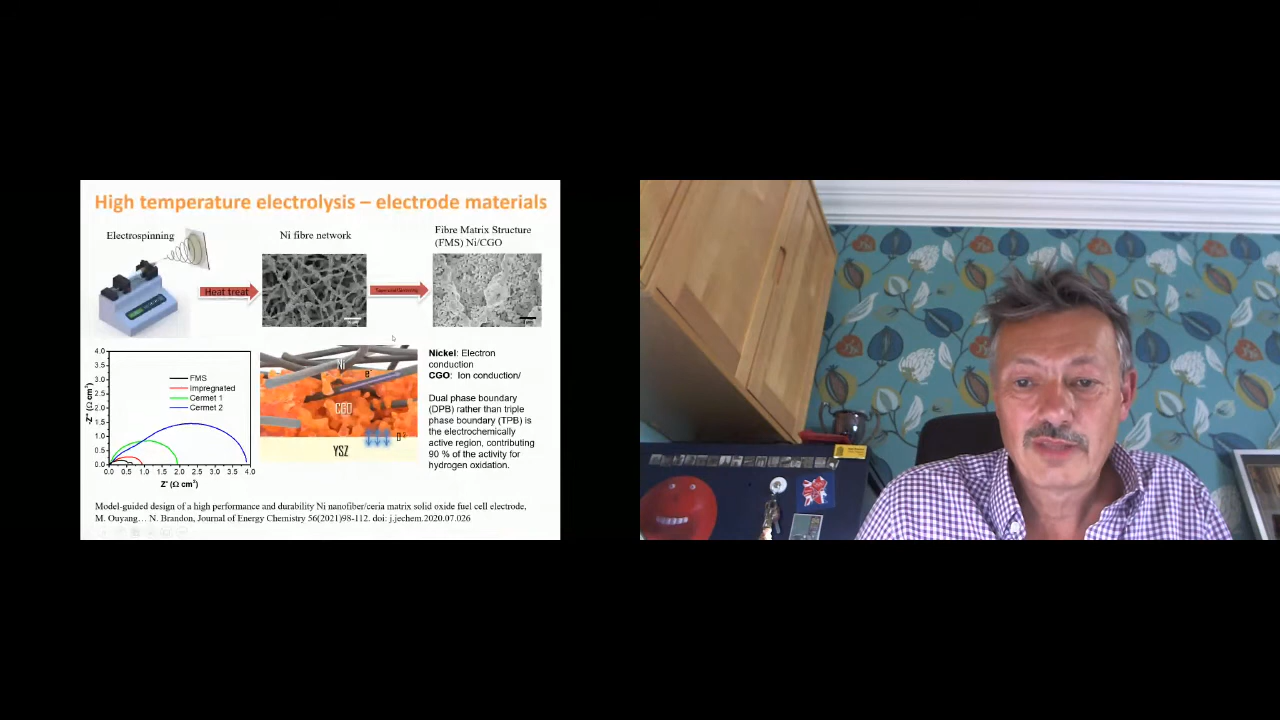 High temperature electrolysis – electrode materials
Electrospinning
Ni fibre network
Fibre Matrix Structure
(FMS) Ni/CGO
Heat treat
Nickel: Electron
conduction
CGO: Ion conduction/
Dual phase boundary
(DPB) rather than triple
phase boundary (TPB) is
the electrochemically
active region, contributing
90 % of the activity for
hydrogen oxidation.
4.0
3.5
3.0
2.5
2.0
1.5
1.0
0.5
0.0
-Z'' (Ω cm²)
FMS
Impregnated
Cermet 1
Cermet 2
0.0 0.5 1.0 1.5 2.0 2.5 3.0 3.5 4.0
Z' (Ω cm²)
Ni
e
CGO
YSZ
Model-guided design of a high performance and durability Ni nanofiber/ceria matrix solid oxide fuel cell electrode,
M. Ouyang… N. Brandon, Journal of Energy Chemistry 56(2021)98-112. doi: j.jechem.2020.07.026